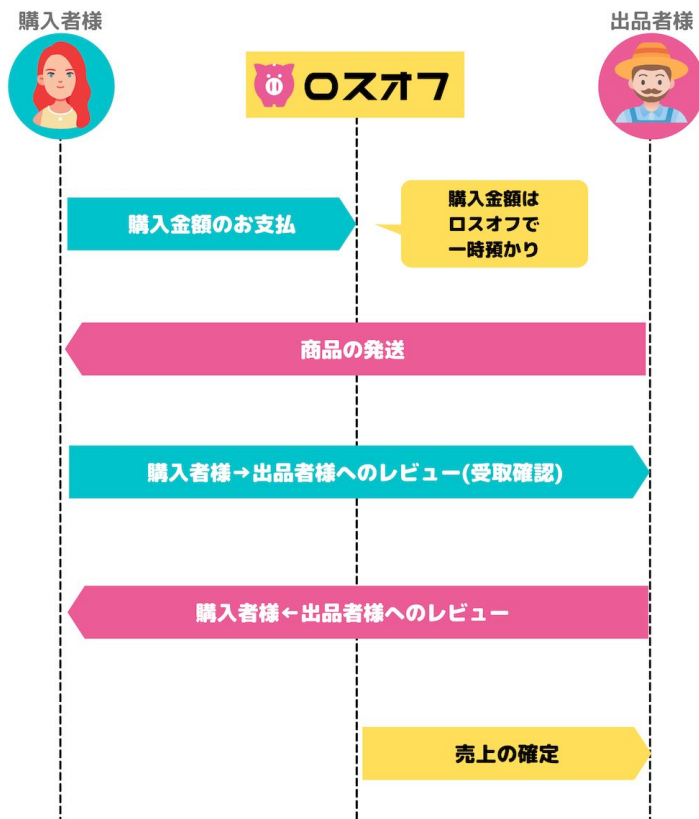 購入者様
出品者様
ロスオフ
購入金額のお支払
購入金額は
ロスオフで
一時預かり
商品の発送
購入者様→出品者様へのレビュー(受取確認)
購入者様←出品者様へのレビュー
売上の確定